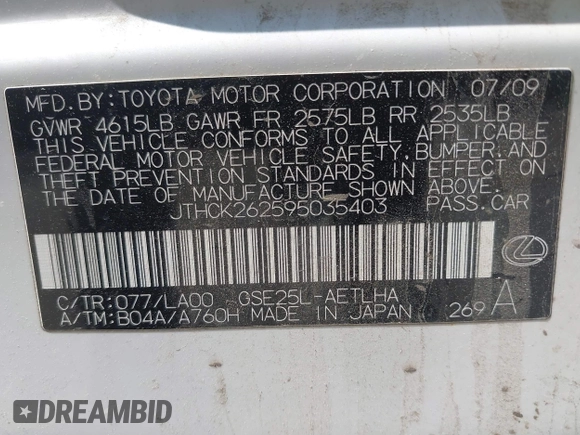 MFD. BY: TOYOTA MOTOR CORPORATION 07/09
GVWR 4615LB GAWR FR 2575LB RR 2535LB
THIS VEHICLE CONFORMS TO ALL APPLICABLE
FEDERAL MOTOR VEHICLE SAFETY, BUMPER, AND
THEFT PREVENTION STANDARDS IN EFFECT ON
THE DATE OF MANUFACTURE SHOWN ABOVE.
JTHCK262595035403 PASS. CAR
C/TR: 077/LA00 GSE25L-AETLHA
A/TM: B04A/A760H MADE IN JAPAN 269 A
DREAMBID